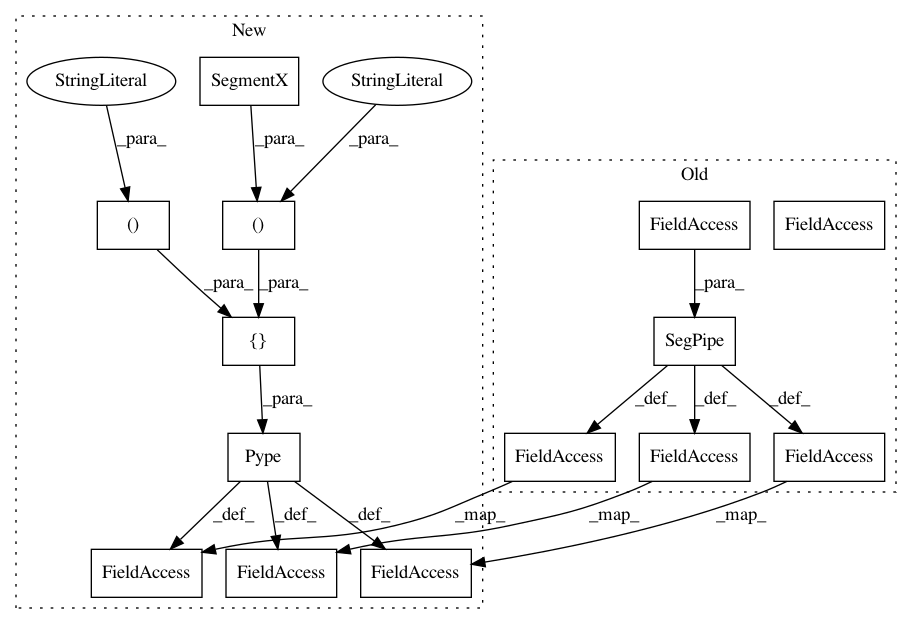 New
StringLiteral
SegmentX
StringLiteral
_para_
_para_
_para_
Old
()
()
FieldAccess
FieldAccess
_para_
_para_
_para_
{}
SegPipe
_para_
_def_
_def_
_def_
Pype
FieldAccess
FieldAccess
FieldAccess
_def_
_def_
_def_
_map_
_map_
_map_
FieldAccess
FieldAccess
FieldAccess